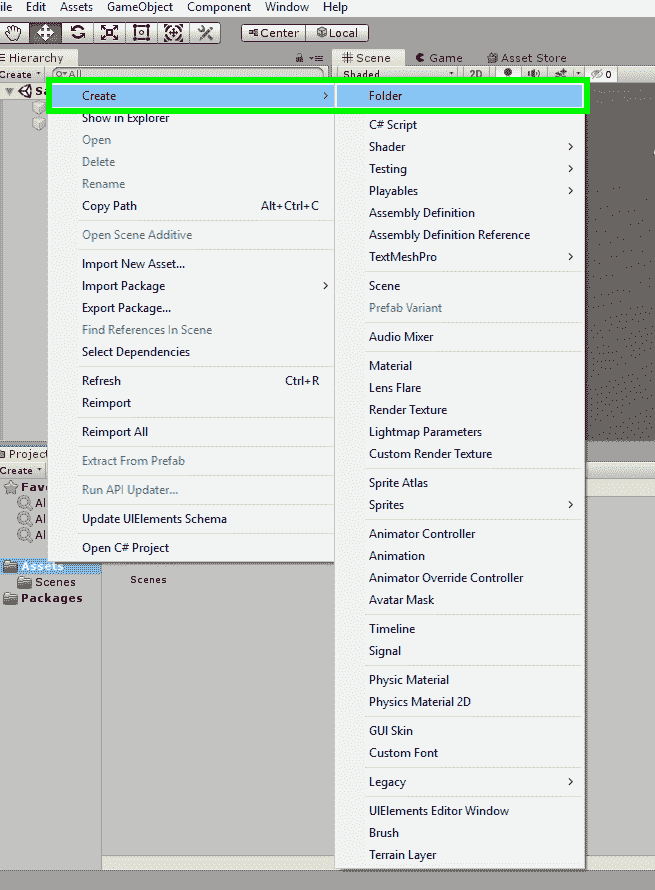 ile Edit Assets GameObject Component Window Help
Center Local
Hierarchy
Scene Game Asset Store
Create All
Shaded 2D 0
Create
Show in Explorer
Open
Delete
Rename
Copy Path Alt+Ctrl+C
Open Scene Additive
Import New Asset...
Import Package
Export Package...
Find References In Scene
Select Dependencies
Refresh Ctrl+R
Reimport
Reimport All
Extract From Prefab
Run API Updater...
Update UIElements Schema
Open C# Project
Folder
C# Script
Shader
Testing
Playables
Assembly Definition
Assembly Definition Reference
TextMeshPro
Scene
Prefab Variant
Audio Mixer
Material
Lens Flare
Render Texture
Lightmap Parameters
Custom Render Texture
Sprite Atlas
Sprites
Animator Controller
Animation
Animator Override Controller
Avatar Mask
Timeline
Signal
Physic Material
Physics Material 2D
GUI Skin
Custom Font
Legacy
UIElements Editor Window
Brush
Terrain Layer
Project
Create
Fav
Al
Al
Al
Assets
Scenes
Packages
Scenes